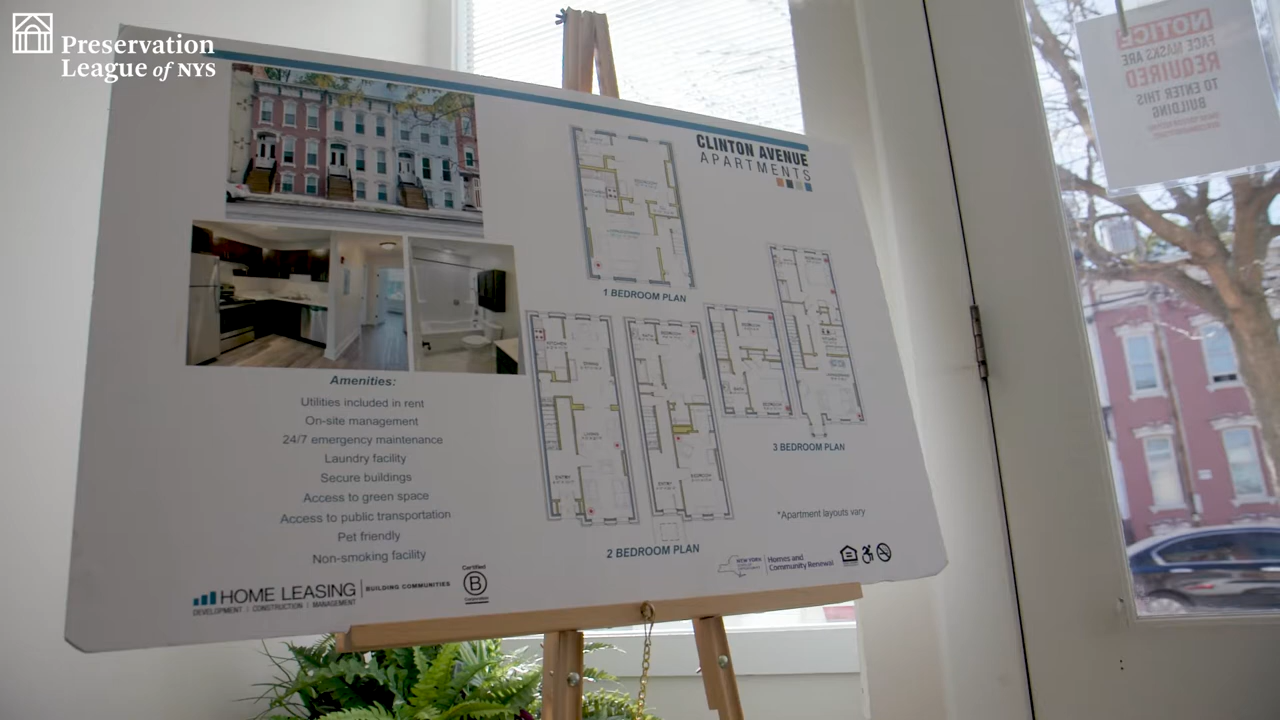 Preservation
League of NYS
CLINTON AVENUE
APARTMENTS
1 BEDROOM PLAN
2 BEDROOM PLAN
3 BEDROOM PLAN
*Apartment layouts vary
Amenities:
Utilities included in rent
On-site management
24/7 emergency maintenance
Laundry facility
Secure buildings
Access to green space
Access to public transportation
Pet friendly
Non-smoking facility
HOME LEASING
BUILDING COMMUNITIES
DEVELOPMENT | CONSTRUCTION | MANAGEMENT
Certified
B
Corporation
NEW YORK
Homes and
Community Renewal
NOTICE
FACE MASKS ARE
REQUIRED
TO ENTER THIS
BUILDING